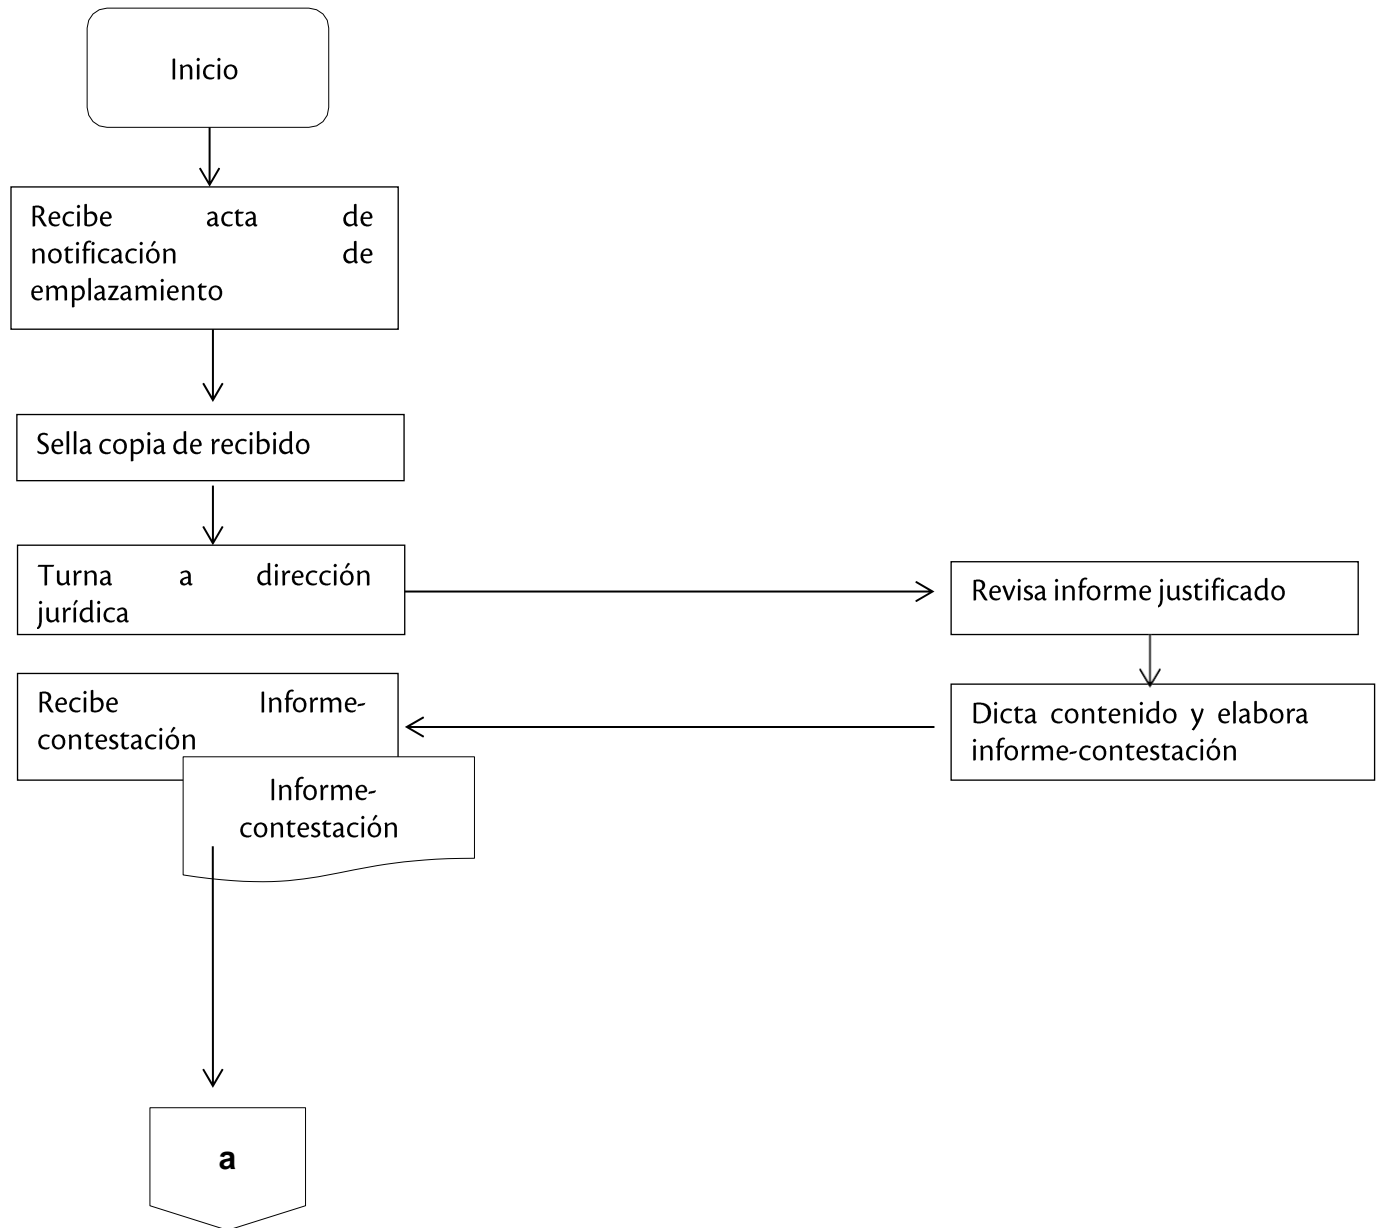 Inicio
Recibe acta de
notificación de
emplazamiento
Sella copia de recibido
Turna a dirección
jurídica
Revisa informe justificado
Dicta contenido y elabora
informe-contestación
Recibe Informe-
contestación
Informe-
contestación
a